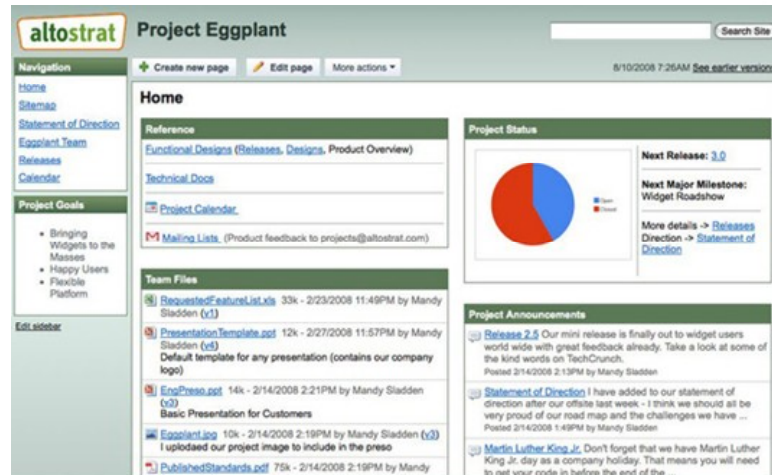 altostrat
Project Eggplant
Search Site
Navigation
Home
Sitemap
Statement of Direction
Eggplant Team
Releases
Calendar
Project Goals
Bringing
Widgets to the
Masses
Happy Users
Flexible
Platform
Edit sidebar
Create new page
Edit page
More actions
8/10/2008 7:26AM See earlier versions
Home
Reference
Functional Designs (Releases, Designs, Product Overview)
Technical Docs
Project Calendar
Mailing Lists (Product feedback to projects@altostrat.com)
Team Files
RequestedFeatureList.xls 33k - 2/23/2008 11:49PM by Mandy
Sladden (v1)
PresentationTemplate.ppt 12k - 2/27/2008 11:57PM by Mandy
Sladden (v6)
Default template for any presentation (contains our company
logo)
EngPreso.ppt 14k - 2/14/2008 2:21PM by Mandy Sladden
(v3)
Basic Presentation for Customers
Eggplant.jpg 10k - 2/14/2008 2:19PM by Mandy Sladden (v3)
I uplodaed our project image to include in the preso
PublishedStandards.pdf 75k - 2/14/2008 2:19PM by Mandy
Project Status
Open
Closed
Next Release: 3.0
Next Major Milestone:
Widget Roadshow
More details -> Releases
Direction -> Statement of
Direction
Project Announcements
Release 2.5 Our mini release is finally out to widget users
world wide with great feedback already. Take a look at some of
the kind words on TechCrunch.
Posted 2/14/2008 2:13PM by Mandy Sladden
Statement of Direction I have added to our statement of
direction after our offsite last week - I think we should all be
very proud of our road map and the challenges we have ...
Posted 2/14/2008 1:49PM by Mandy Sladden
Martin Luther King Jr. Don't forget that we have Martin Luther
King Jr. day as a company holiday. That means you will need
to get your code in before the end of the